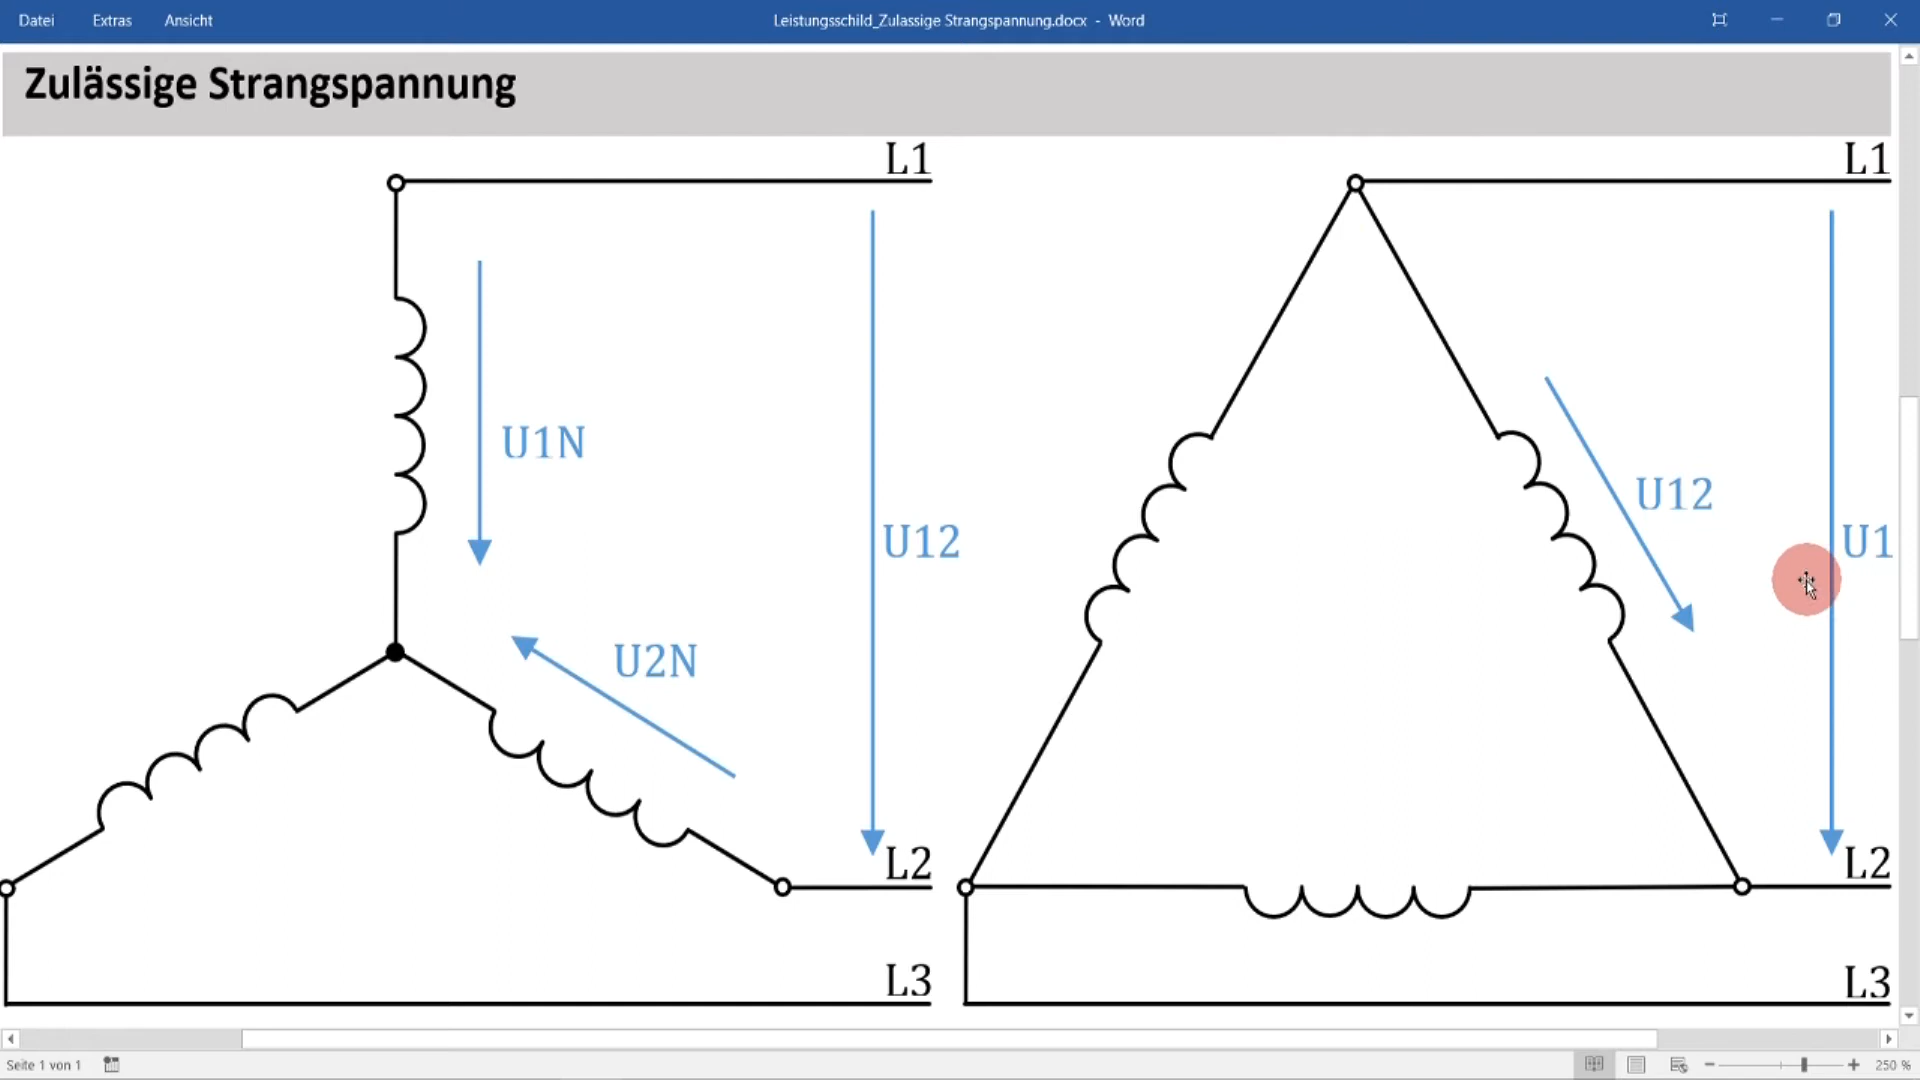 Datei Extras Ansicht
Leistungsschild_Zulassige Strangspannung.docx - Word
Zulässige Strangspannung
L1
L1
U1N
U12
U12
U1
U2N
L2
L2
L3
L3
Seite 1 von 1
250 %